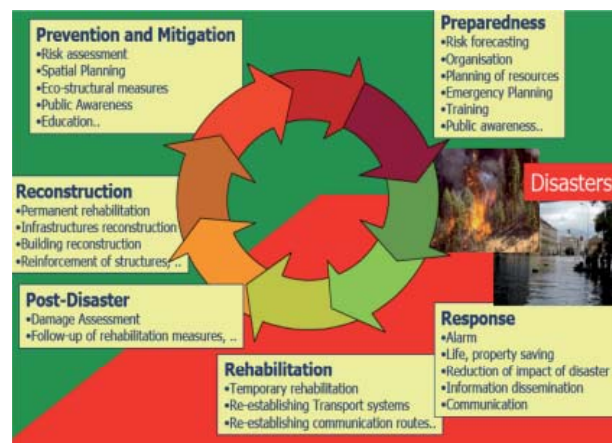 Prevention and Mitigation
•Risk assessment
•Spatial Planning
•Eco-structural measures
•Public Awareness
•Education..
Preparedness
•Risk forecasting
•Organisation
•Planning of resources
•Emergency Planning
•Training
•Public awareness..
Disasters
Response
•Alarm
•Life, property saving
•Reduction of impact of disaster
•Information dissemination
•Communication
Rehabilitation
•Temporary rehabilitation
•Re-establishing Transport systems
•Re-establishing communication routes..
Post-Disaster
•Damage Assessment
•Follow-up of rehabilitation measures, ..
Reconstruction
•Permanent rehabilitation
•Infrastructures reconstruction
•Building reconstruction
•Reinforcement of structures, ..